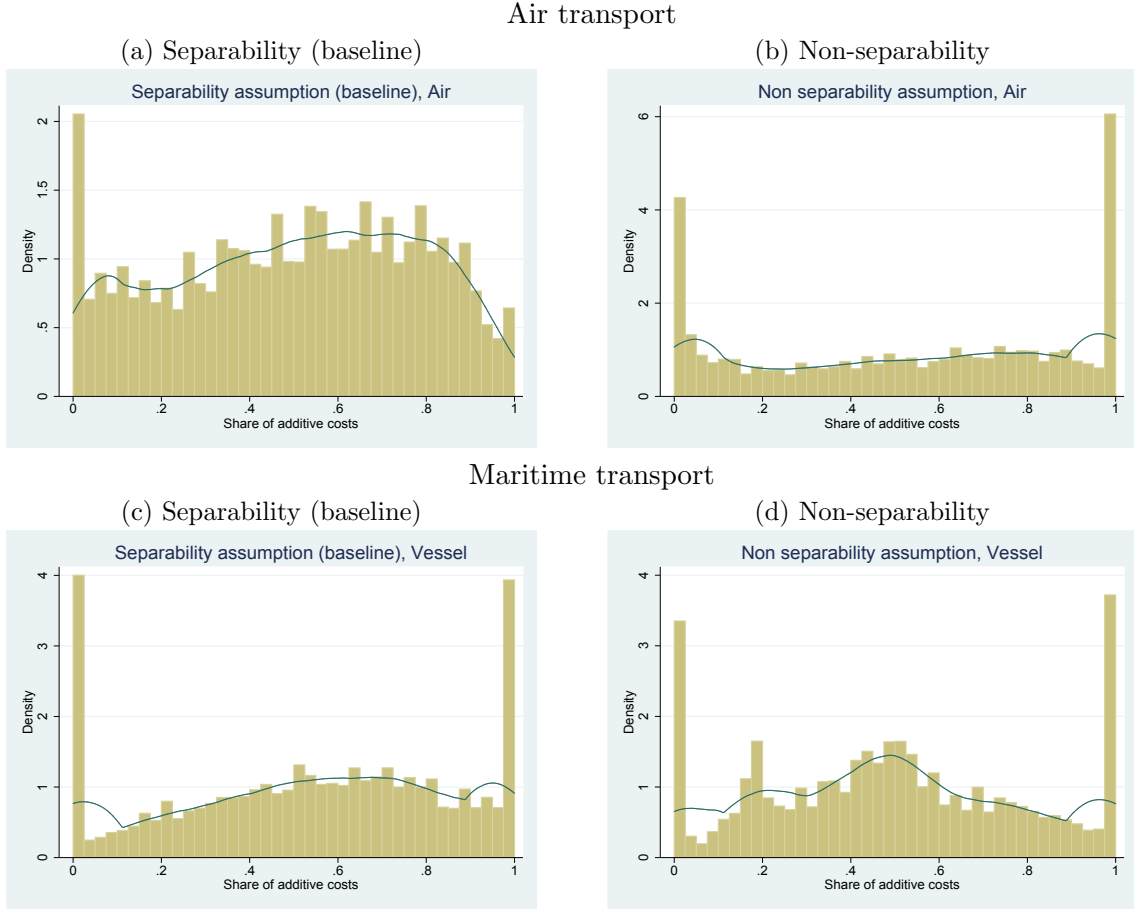 Air transport
(a) Separability (baseline)
(b) Non-separability
Separability assumption (baseline), Air
Density
0
.5
1
1.5
2
0
.2
.4
.6
.8
1
Share of additive costs
Non separability assumption, Air
Density
0
2
4
6
0
.2
.4
.6
.8
1
Share of additive costs
Maritime transport
(c) Separability (baseline)
(d) Non-separability
Separability assumption (baseline), Vessel
Density
0
1
2
3
4
0
.2
.4
.6
.8
1
Share of additive costs
Non separability assumption, Vessel
Density
0
1
2
3
4
0
.2
.4
.6
.8
1
Share of additive costs